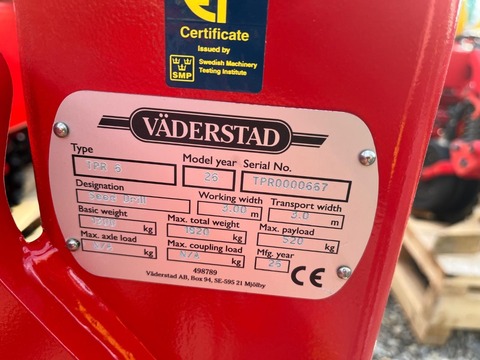 Certificate
Issued by
Swedish Machinery
Testing Institute
SMP
VÄDERSTAD
Type
Model year
Serial No.
TPR 6
26
TPR0000667
Designation
Working width
Transport width
Seed Drill
3.00 m
3.0 m
Basic weight
Max. total weight
Max. payload
kg
kg
520 kg
Max. axle load
Max. coupling load
Mfg. year
kg
N/A kg
25
CE
498789
Väderstad AB, Box 94, SE-595 21 Mjölby